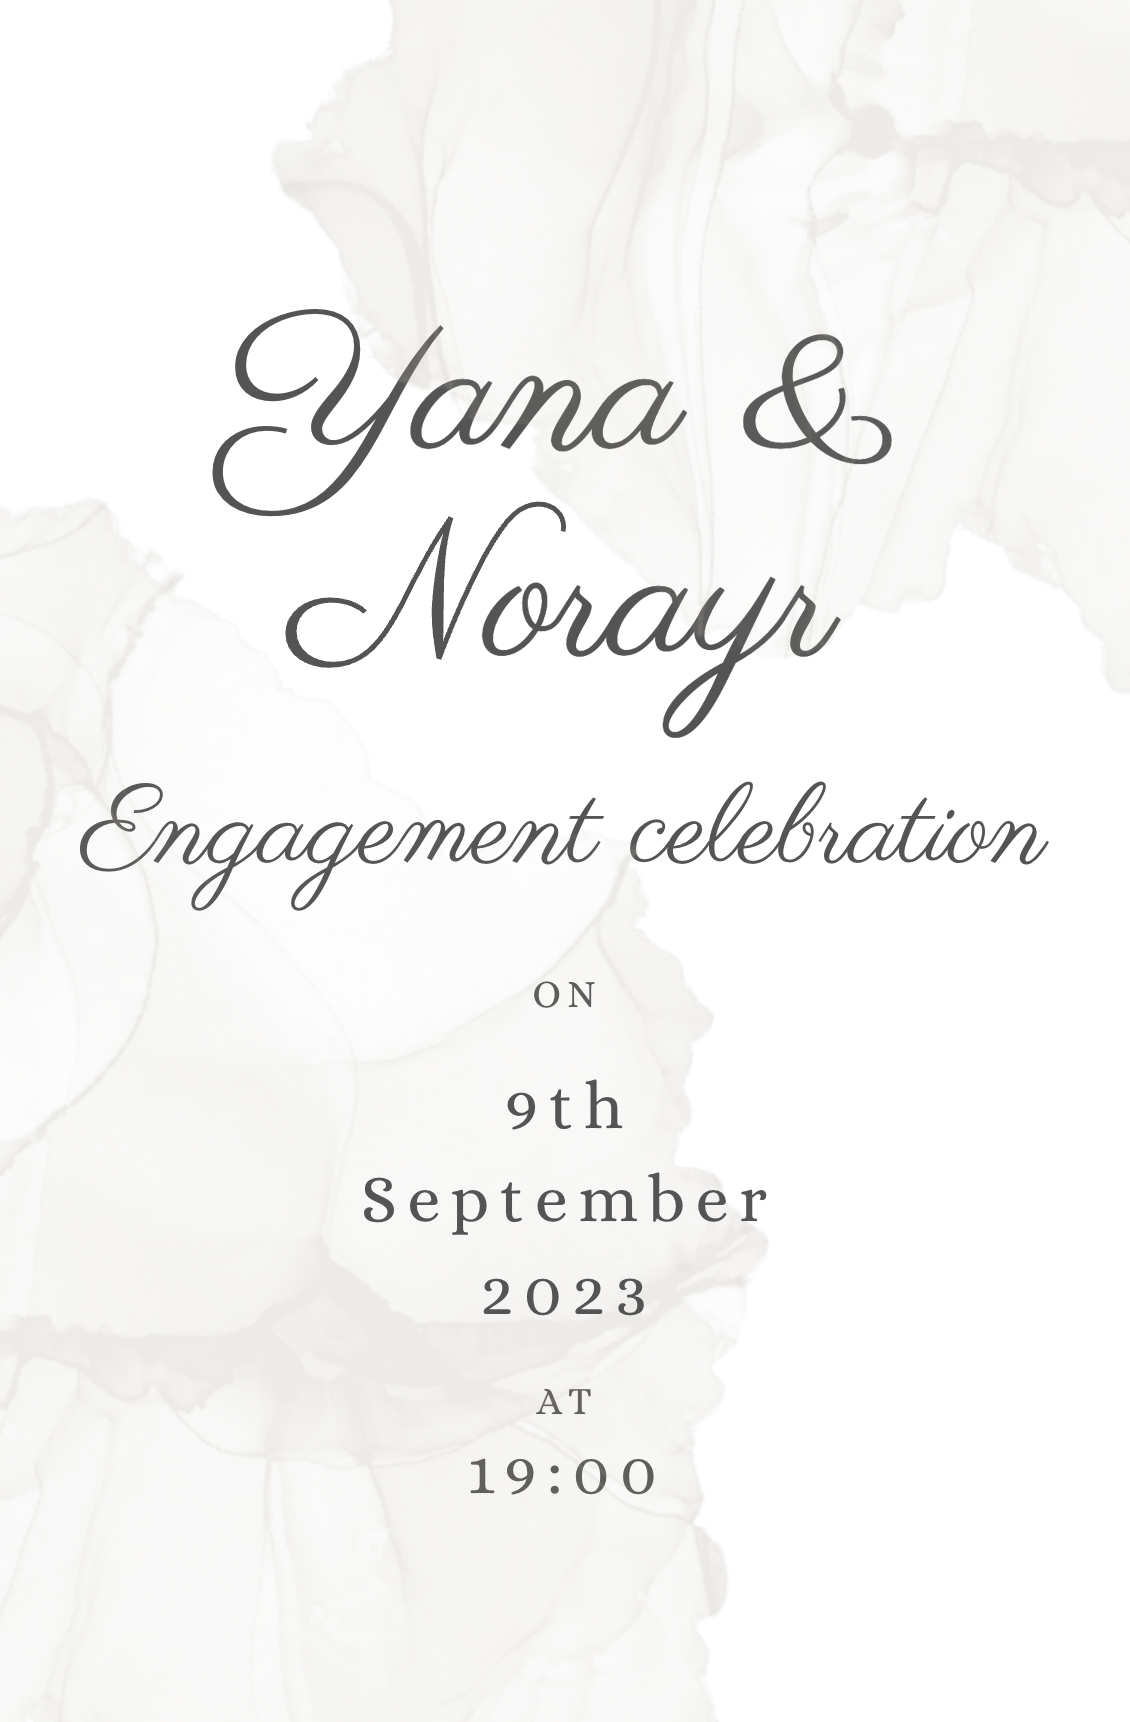 Yana &
Norayr
Engagement celebration
ON
9th
September
2023
AT
19:00